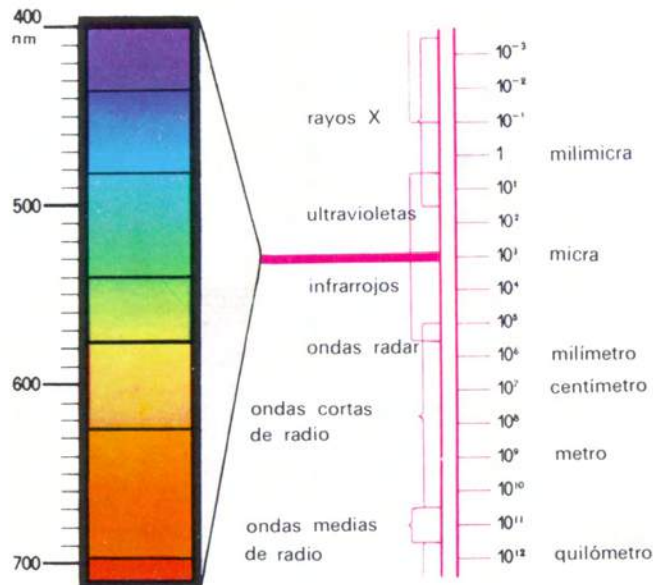 400
nm
500
600
700
rayos X
ultravioletas
infrarrojos
ondas radar
ondas cortas
de radio
ondas medias
de radio
10⁻³
10⁻²
10⁻¹
1 milimicra
10¹
10²
10³ micra
10⁴
10⁵
10⁶ milímetro
10⁷ centímetro
10⁸
10⁹ metro
10¹⁰
10¹¹
10¹² quilómetro